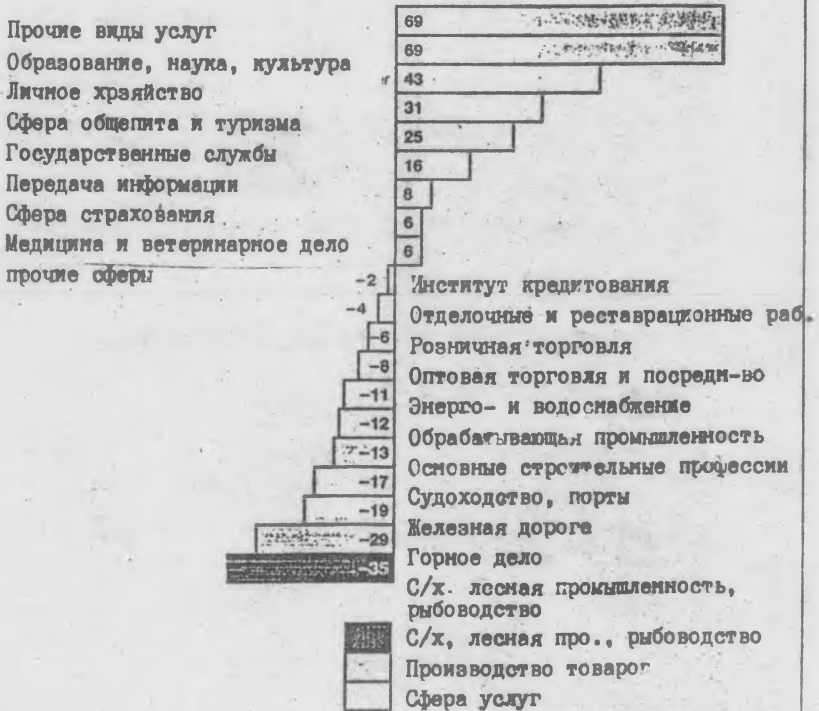 Прочие виды услуг
69
Образование, наука, культура
69
Личное хрзяйство
43
Сфера общепита и туризма
31
Государственные службы
25
Передача информации
16
Сфера страхования
8
Медицина и ветеринарное дело
6
прочие сферы
6
-2
Институт кредитования
-4
Отделочные и реставрационные раб.
-6
Розничная торговля
-8
Оптовая торговля и посредн-во
-11
Энерго- и водоснабжение
-12
Обрабатывающая промышленность
-13
Основные строительные профессии
-17
Судоходство, порты
-19
Железная дорога
-29
Горное дело
-35
С/х. лесная промышленность,
рыбоводство
С/х, лесная про., рыбоводство
Производство товаров
Сфера услуг